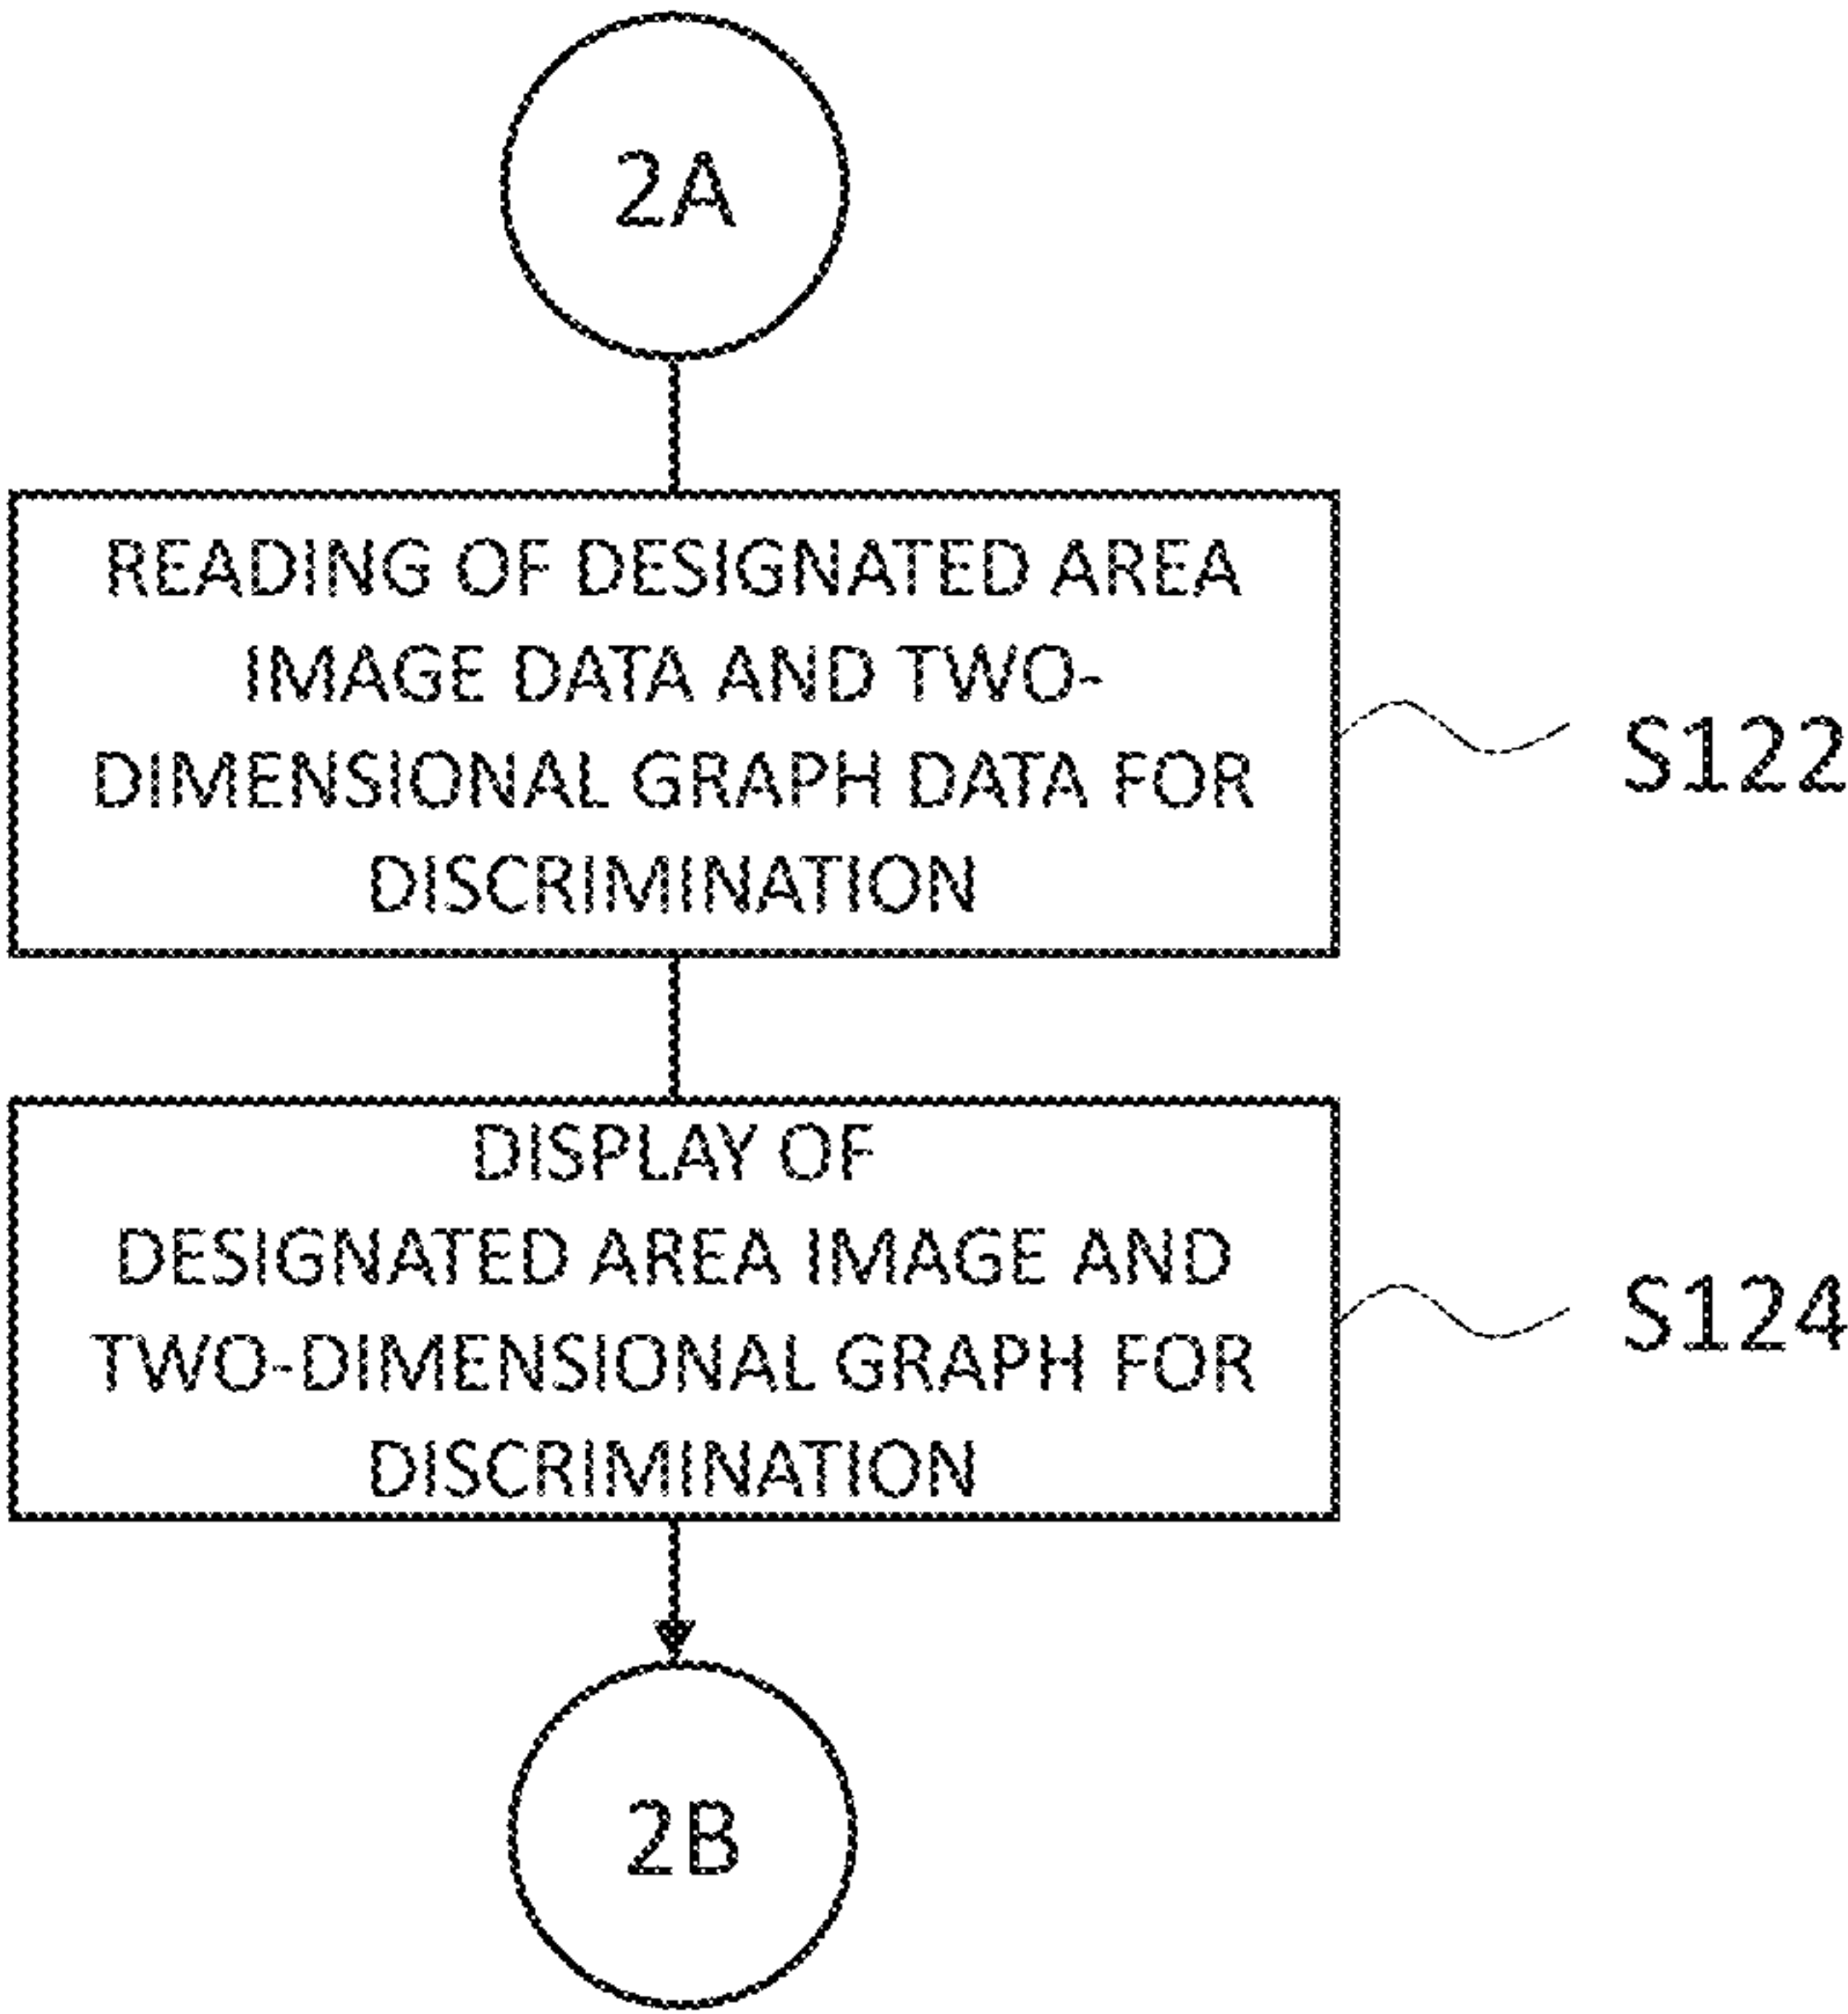 2A
READING OF DESIGNATED AREA
IMAGE DATA AND TWO-
DIMENSIONAL GRAPH DATA FOR
DISCRIMINATION
S122
DISPLAY OF
DESIGNATED AREA IMAGE AND
TWO-DIMENSIONAL GRAPH FOR
DISCRIMINATION
S124
2B